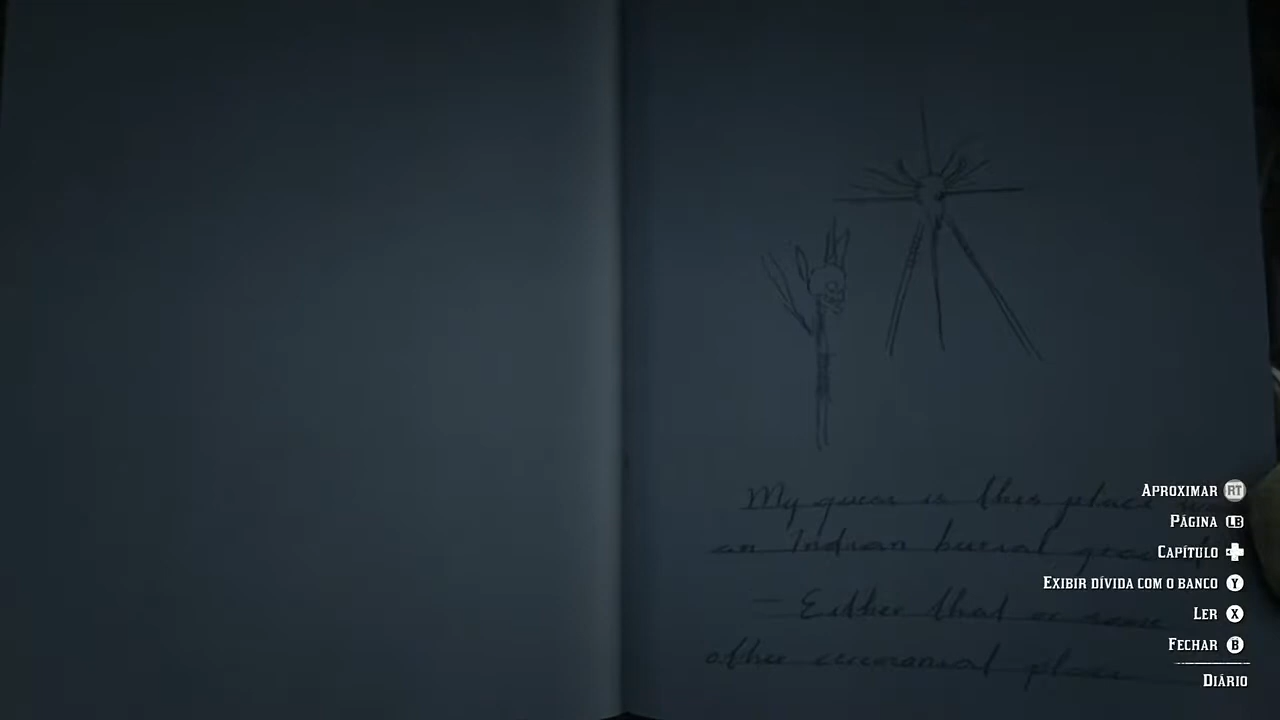 My guess is this place was
an Indian burial ground
— Either that or some
other ceremonial place
APROXIMAR RT
PÁGINA LB
CAPÍTULO
EXIBIR DÍVIDA COM O BANCO Y
LER X
FECHAR B
DIÁRIO